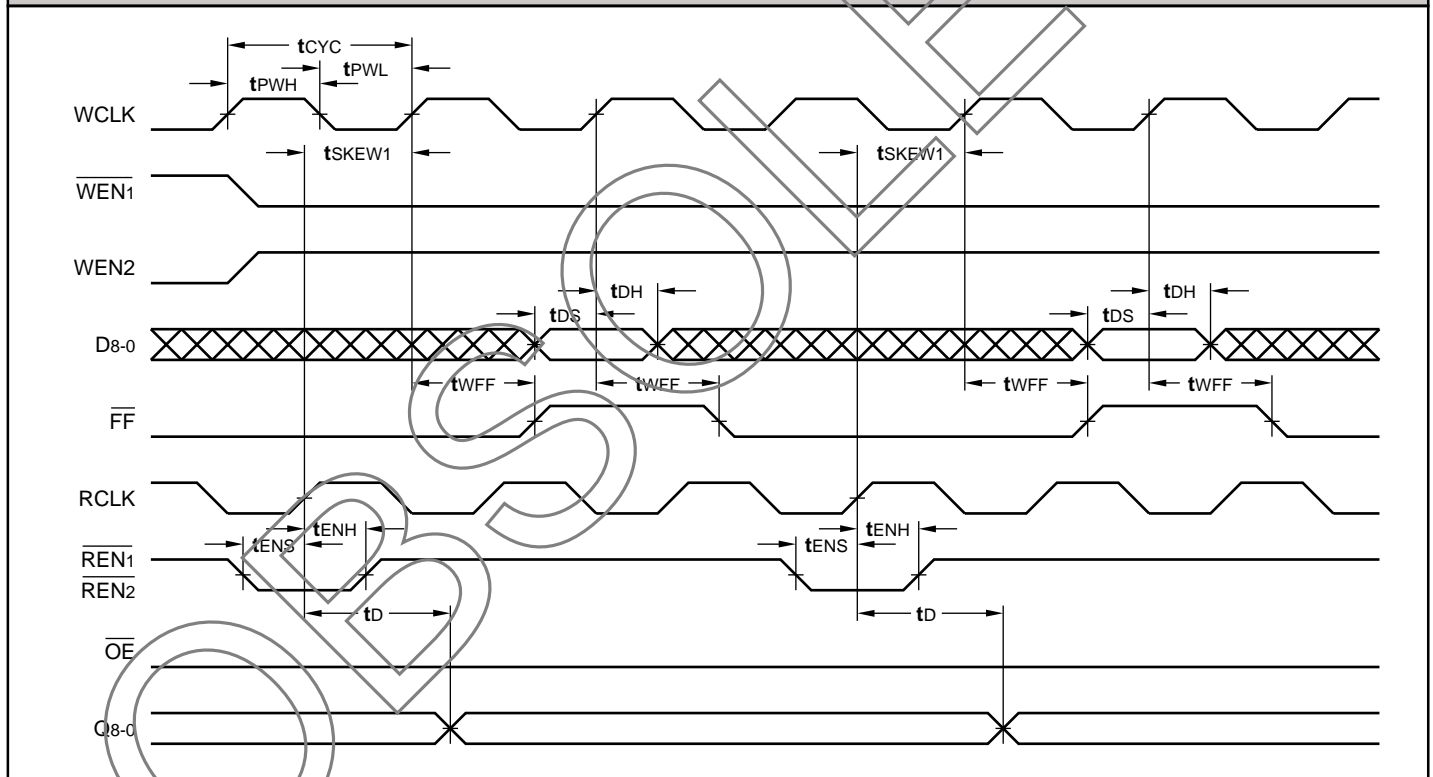 tCYC
tPWL
tPWH
WCLK
tSKEW1 tSKEW1
WEN1
WEN2
tDH tDH
tDS tDS
D8-0
tWFF tWFF tWFF tWFF
FF
RCLK
tENH tENH
tENS tENS
REN1
REN2
tD tD
OE
Q8-0
OBSOLETE